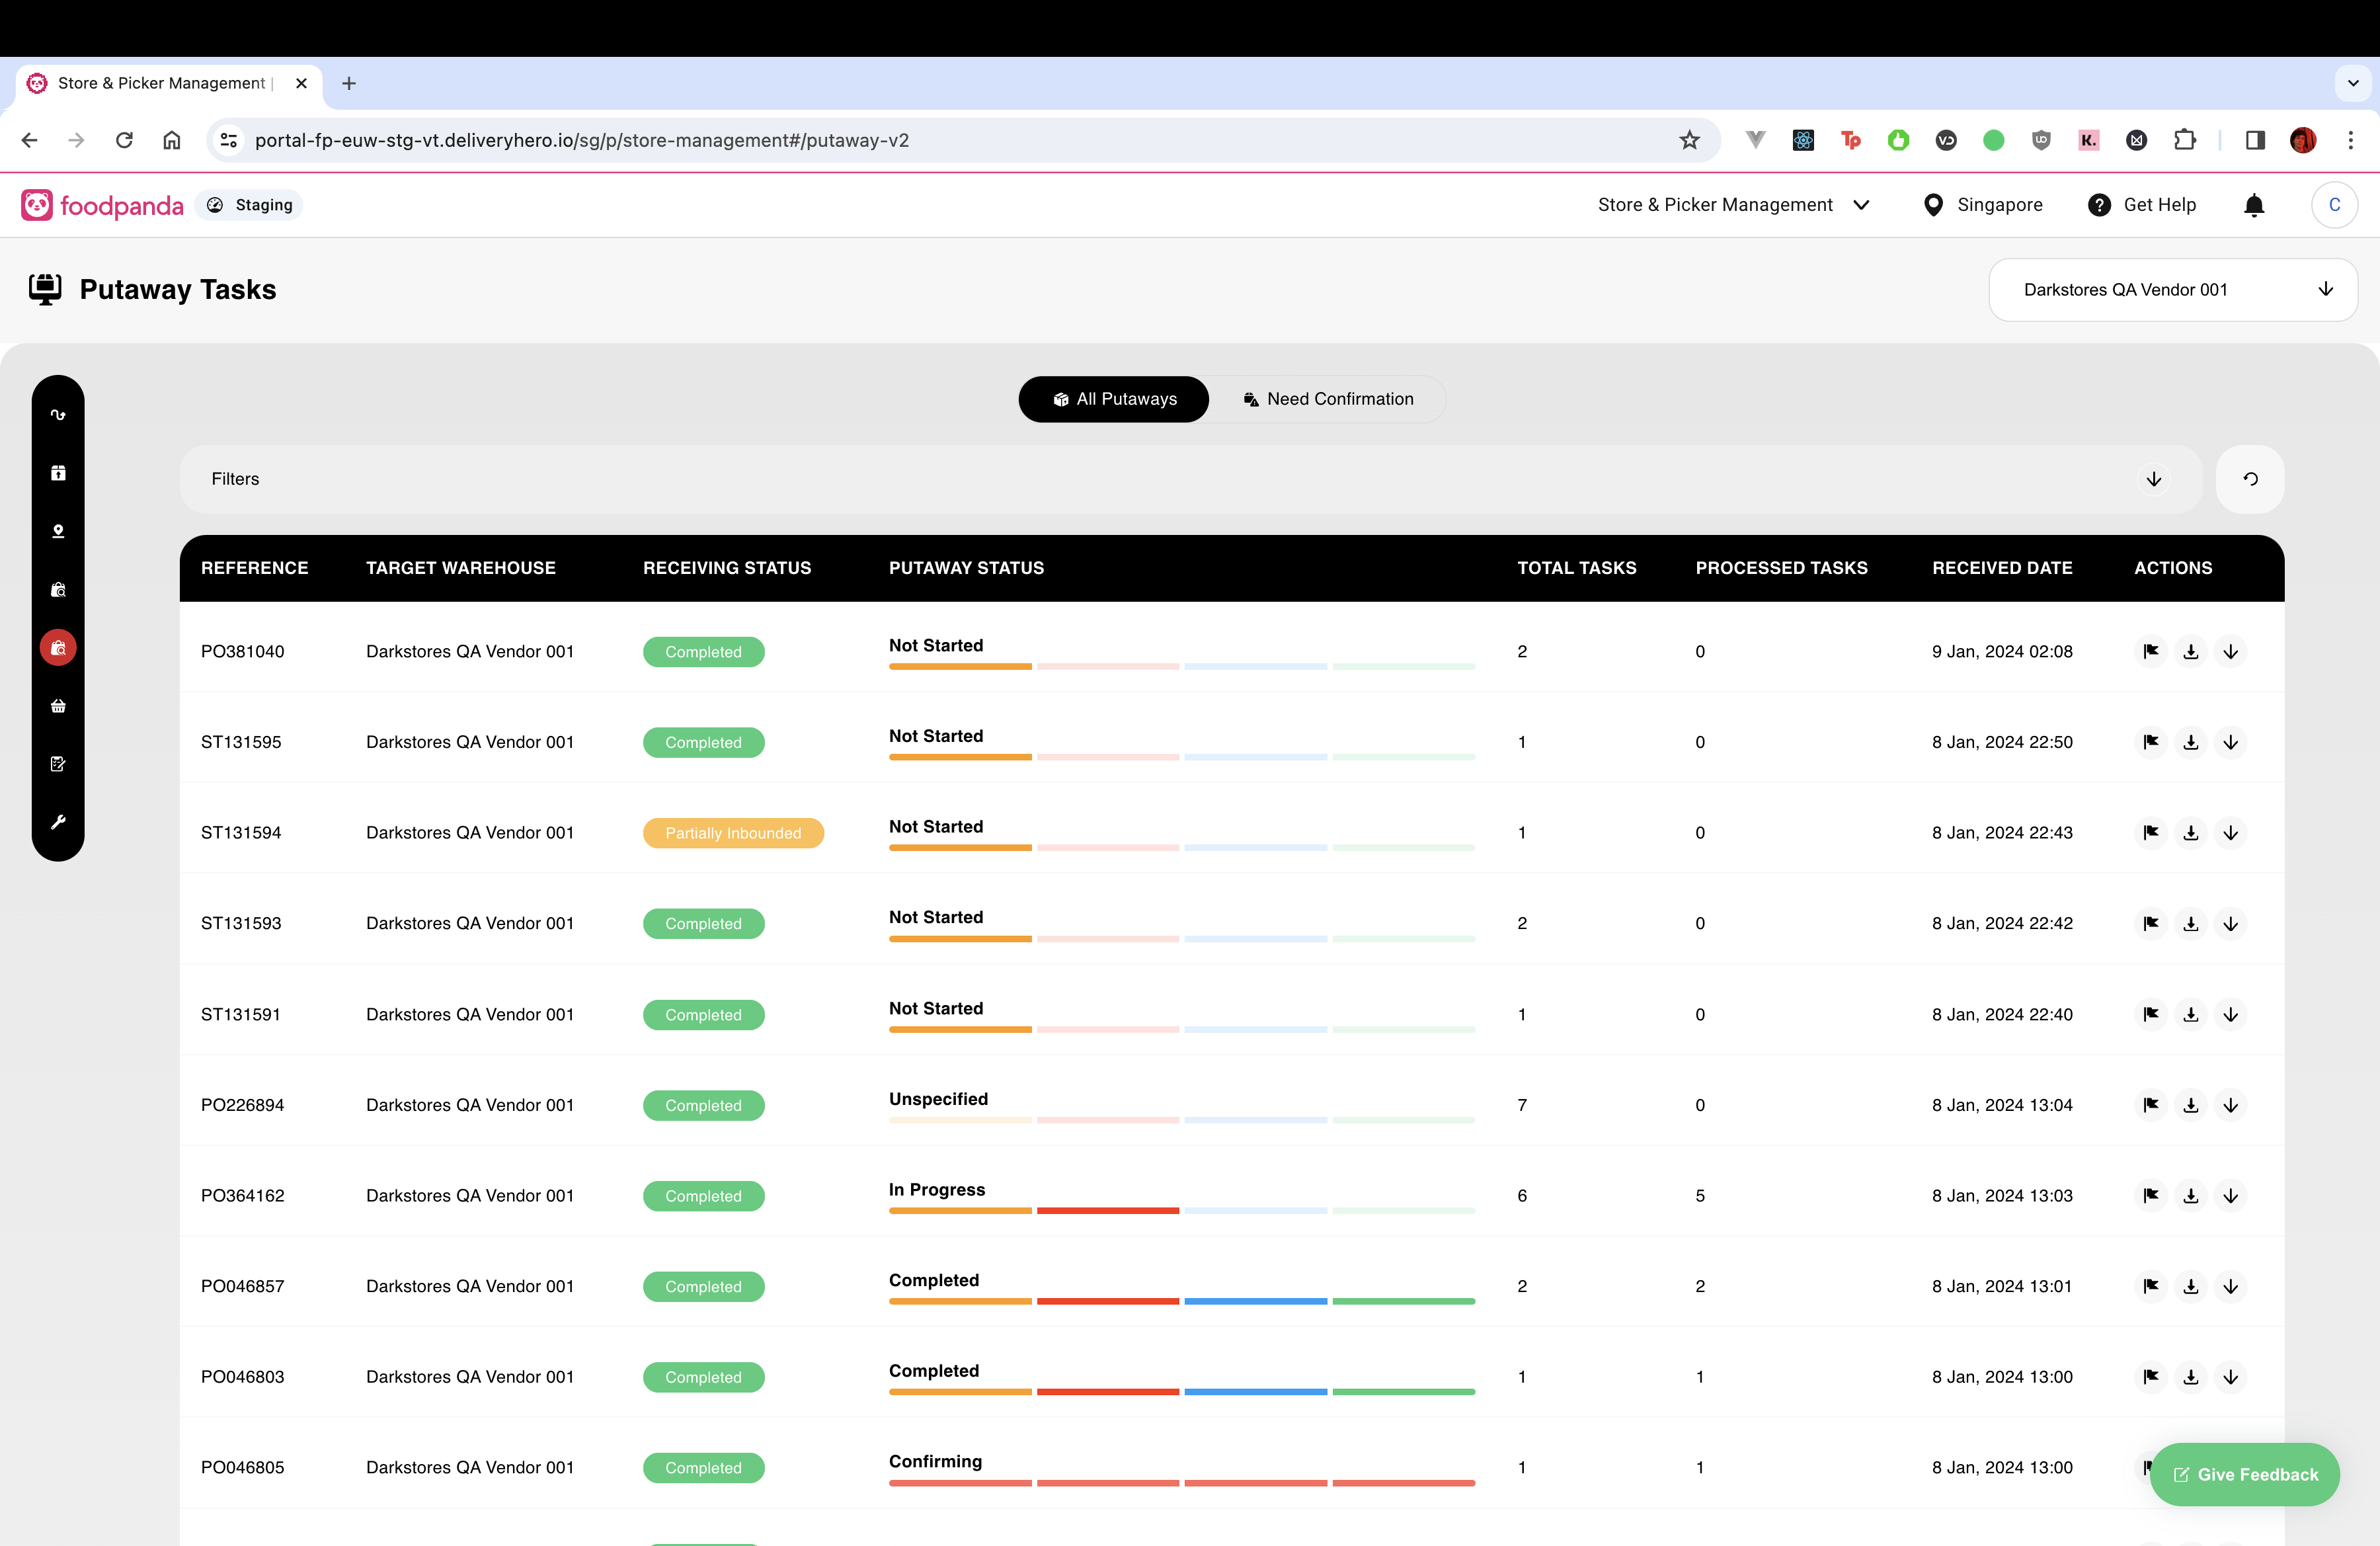 Store & Picker Management |
portal-fp-euw-stg-vt.deliveryhero.io/sg/p/store-management#/putaway-v2
foodpanda Staging Store & Picker Management Singapore Get Help C
Putaway Tasks Darkstores QA Vendor 001
All Putaways Need Confirmation
Filters
REFERENCE TARGET WAREHOUSE RECEIVING STATUS PUTAWAY STATUS TOTAL TASKS PROCESSED TASKS RECEIVED DATE ACTIONS
PO381040 Darkstores QA Vendor 001 Completed Not Started 2 0 9 Jan, 2024 02:08
ST131595 Darkstores QA Vendor 001 Completed Not Started 1 0 8 Jan, 2024 22:50
ST131594 Darkstores QA Vendor 001 Partially Inbounded Not Started 1 0 8 Jan, 2024 22:43
ST131593 Darkstores QA Vendor 001 Completed Not Started 2 0 8 Jan, 2024 22:42
ST131591 Darkstores QA Vendor 001 Completed Not Started 1 0 8 Jan, 2024 22:40
PO226894 Darkstores QA Vendor 001 Completed Unspecified 7 0 8 Jan, 2024 13:04
PO364162 Darkstores QA Vendor 001 Completed In Progress 6 5 8 Jan, 2024 13:03
PO046857 Darkstores QA Vendor 001 Completed Completed 2 2 8 Jan, 2024 13:01
PO046803 Darkstores QA Vendor 001 Completed Completed 1 1 8 Jan, 2024 13:00
PO046805 Darkstores QA Vendor 001 Completed Confirming 1 1 8 Jan, 2024 13:00
Give Feedback